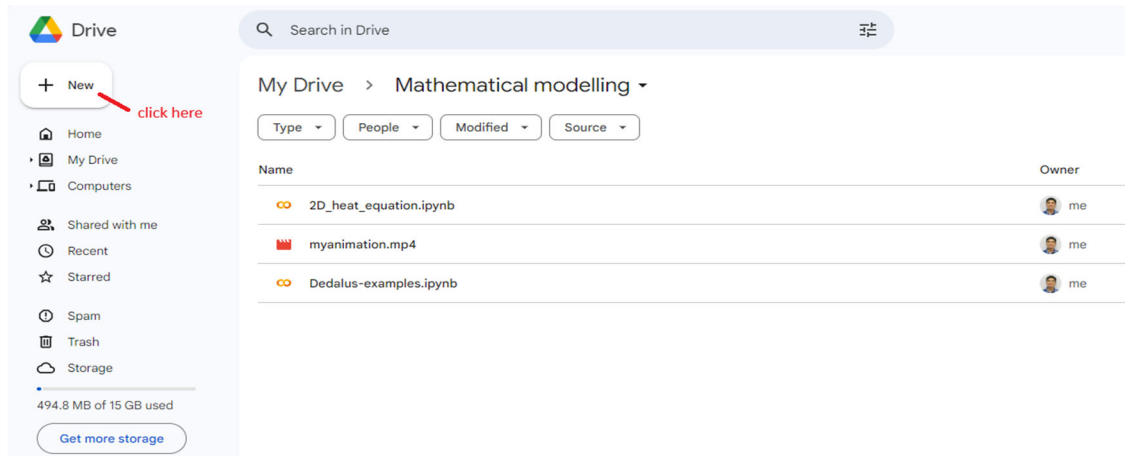 Drive
Search in Drive
New
click here
Home
My Drive
Computers
Shared with me
Recent
Starred
Spam
Trash
Storage
494.8 MB of 15 GB used
Get more storage
My Drive > Mathematical modelling
Type People Modified Source
Name Owner
2D_heat_equation.ipynb me
myanimation.mp4 me
Dedalus-examples.ipynb me